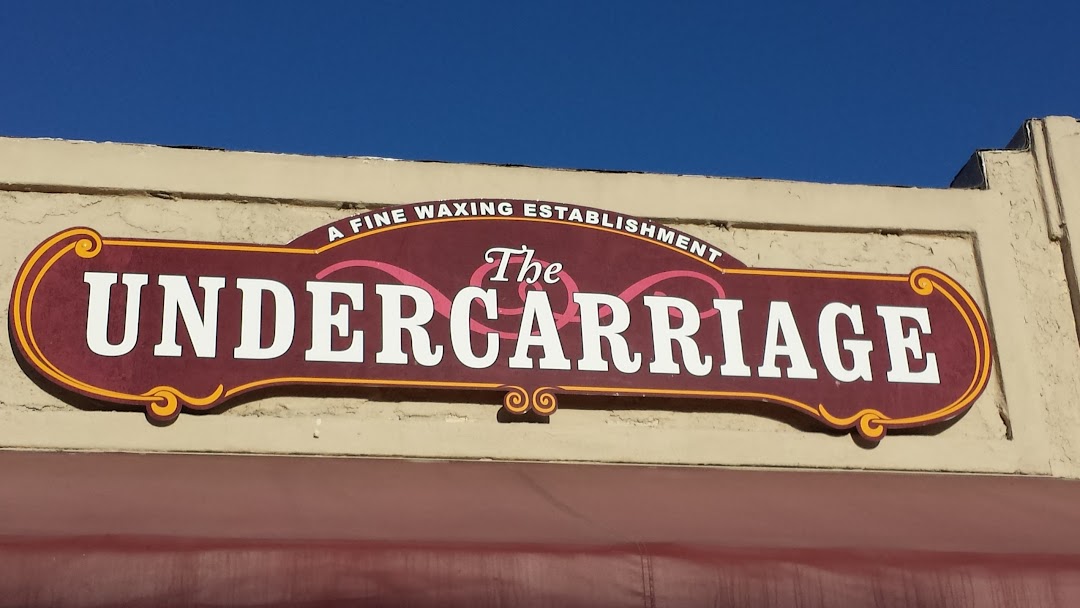 A FINE WAXING ESTABLISHMENT
The
UNDERCARRIAGE